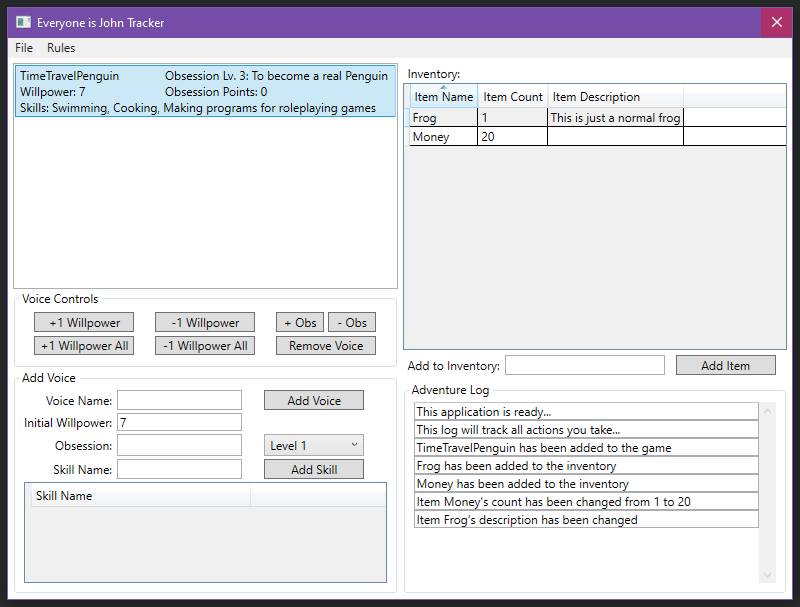 Everyone is John Tracker
File Rules
TimeTravelPenguin Obsession Lv. 3: To become a real Penguin
Willpower: 7 Obsession Points: 0
Skills: Swimming, Cooking, Making programs for roleplaying games
Voice Controls
+1 Willpower -1 Willpower + Obs - Obs
+1 Willpower All -1 Willpower All Remove Voice
Add Voice
Voice Name: Add Voice
Initial Willpower: 7
Obsession: Level 1
Skill Name: Add Skill
Skill Name
Inventory:
Item Name Item Count Item Description
Frog 1 This is just a normal frog
Money 20
Add to Inventory: Add Item
Adventure Log
This application is ready...
This log will track all actions you take...
TimeTravelPenguin has been added to the game
Frog has been added to the inventory
Money has been added to the inventory
Item Money's count has been changed from 1 to 20
Item Frog's description has been changed